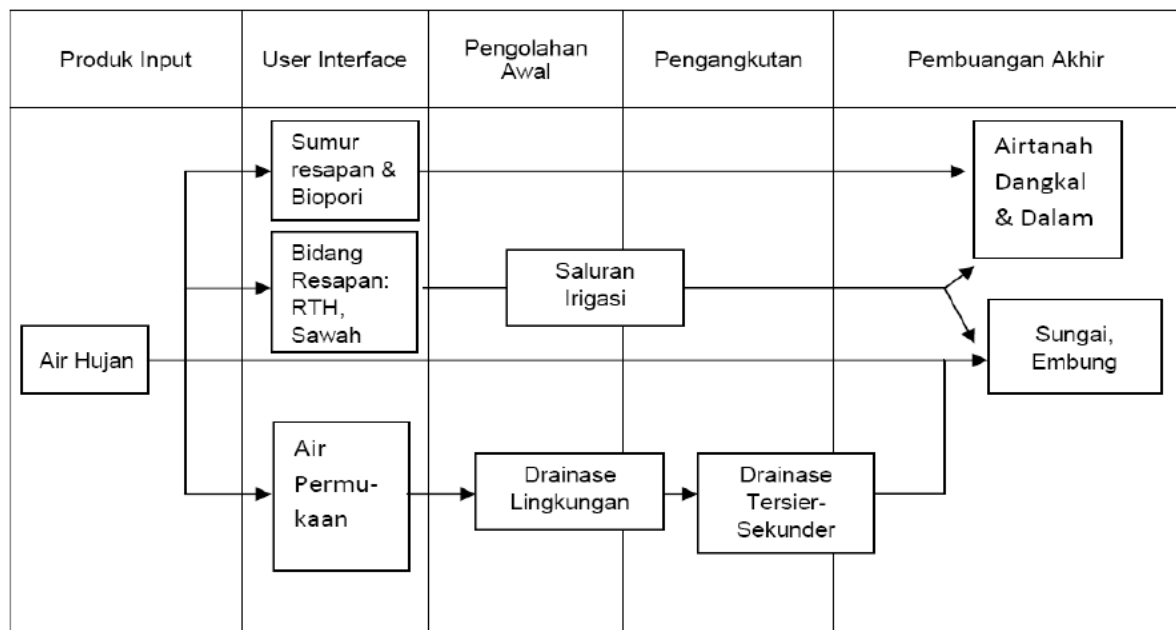 Produk Input
User Interface
Pengolahan
Awal
Pengangkutan
Pembuangan Akhir
Sumur
resapan &
Biopori
Airtanah
Dangkal
& Dalam
Bidang
Resapan:
RTH,
Sawah
Saluran
Irigasi
Air Hujan
Sungai,
Embung
Air
Permu-
kaan
Drainase
Lingkungan
Drainase
Tersier-
Sekunder